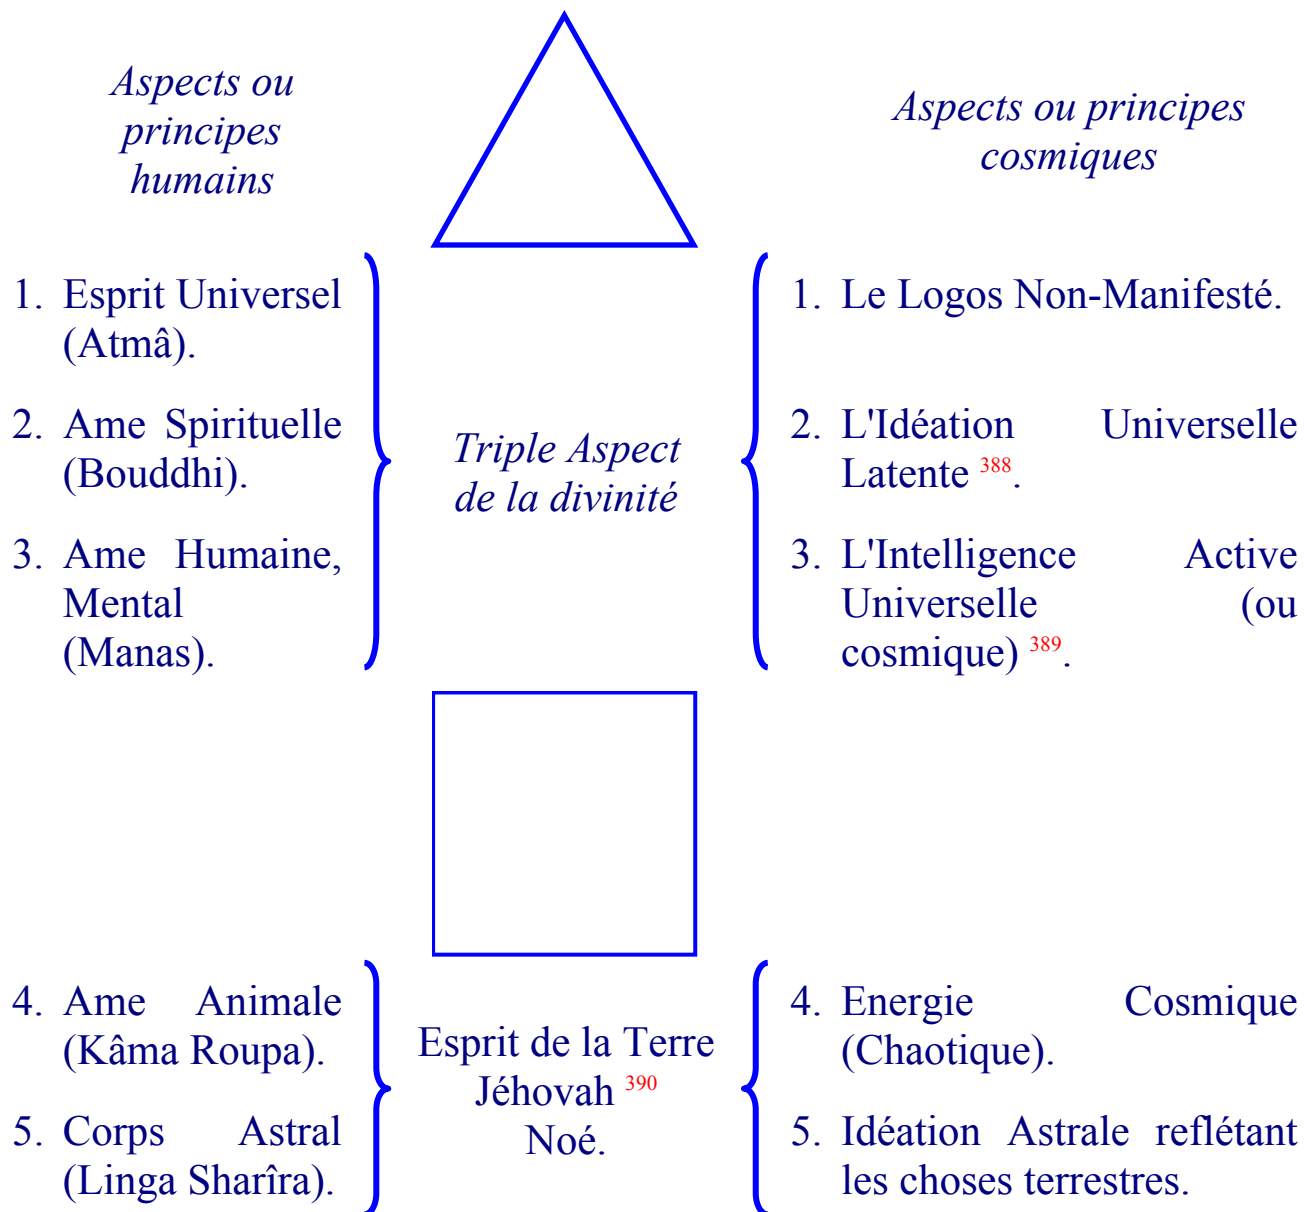 Aspects ou
principes
humains
Aspects ou principes
cosmiques
1. Esprit Universel
(Atmâ).
2. Ame Spirituelle
(Bouddhi).
3. Ame Humaine,
Mental
(Manas).
Triple Aspect
de la divinité
1. Le Logos Non-Manifesté.
2. L'Idéation Universelle
Latente 388.
3. L'Intelligence Active
Universelle (ou
cosmique) 389.
4. Ame Animale
(Kâma Roupa).
5. Corps Astral
(Linga Sharîra).
Esprit de la Terre
Jéhovah 390
Noé.
4. Energie Cosmique
(Chaotique).
5. Idéation Astrale reflétant
les choses terrestres.